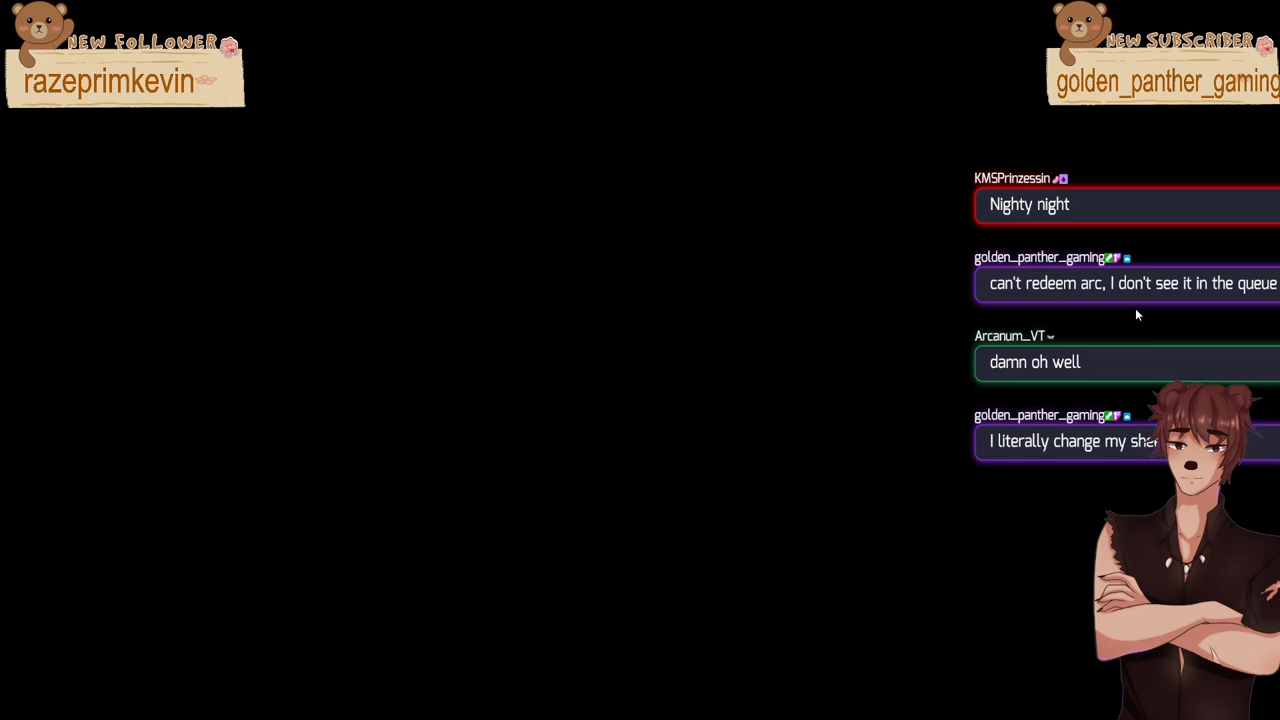 NEW FOLLOWER
razeprimkevin
NEW SUBSCRIBER
golden_panther_gaming
KMSPrinzessin
Nighty night
golden_panther_gaming
can't redeem arc, I don't see it in the queue
Arcanum_VT
damn oh well
golden_panther_gaming
I literally change my